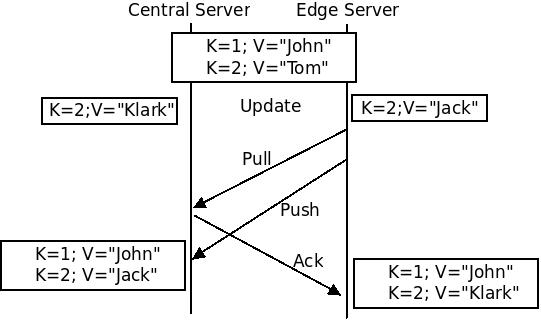 Central Server
Edge Server
K=1; V="John"
K=2; V="Tom"
K=2;V="Klark"
Update
K=2;V="Jack"
Pull
Push
K=1; V="John"
K=2; V="Jack"
Ack
K=1; V="John"
K=2; V="Klark"